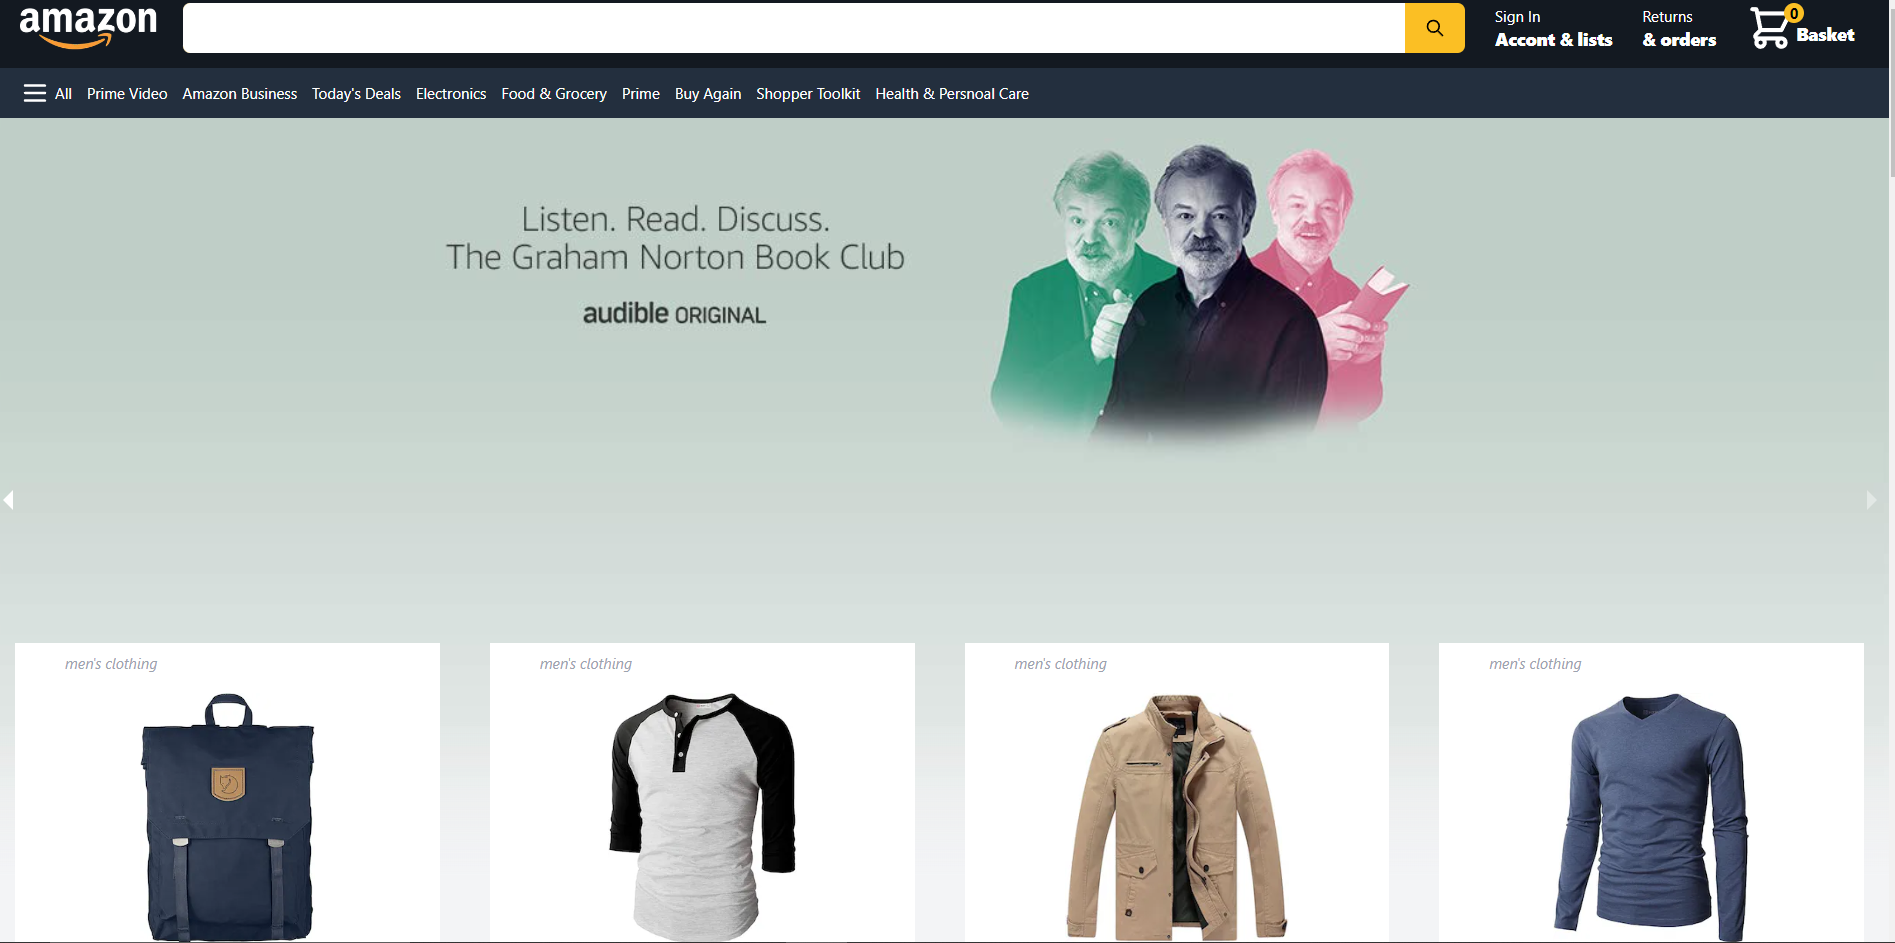 amazon
Sign In
Accont & lists
Returns
& orders
0
Basket
All Prime Video Amazon Business Today's Deals Electronics Food & Grocery Prime Buy Again Shopper Toolkit Health & Persnoal Care
Listen. Read. Discuss.
The Graham Norton Book Club
audible ORIGINAL
men's clothing
men's clothing
men's clothing
men's clothing